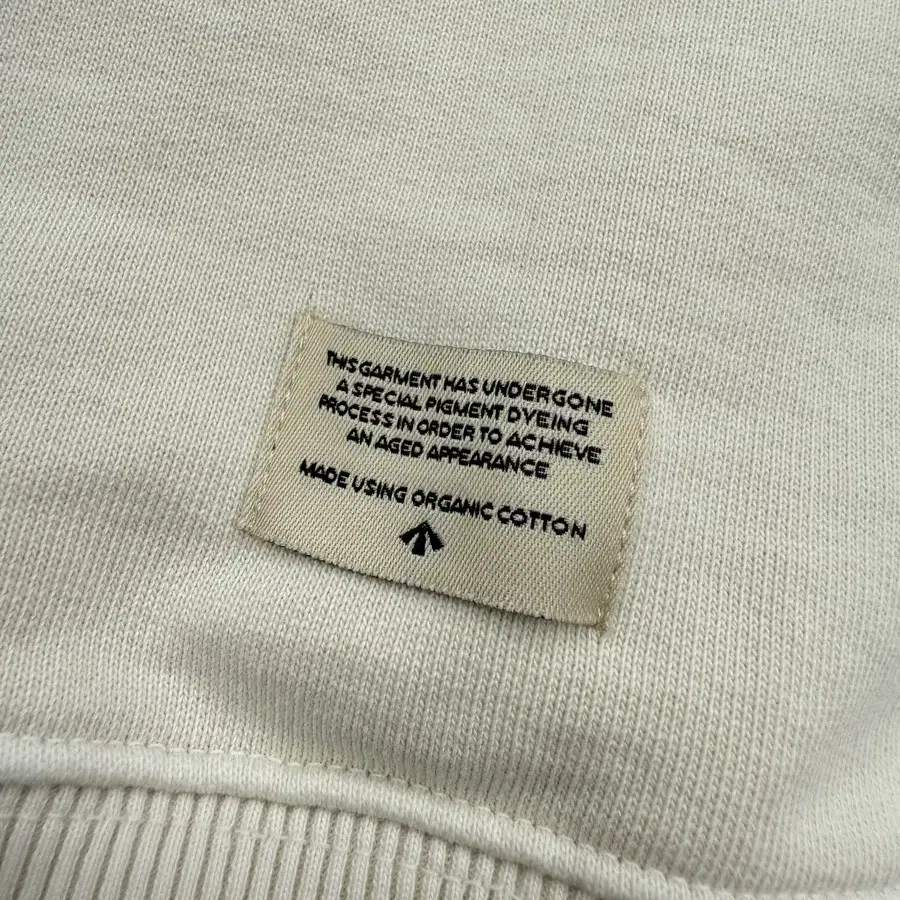 THIS GARMENT HAS UNDERGONE
A SPECIAL PIGMENT DYEING
PROCESS IN ORDER TO ACHIEVE
AN AGED APPEARANCE
MADE USING ORGANIC COTTON